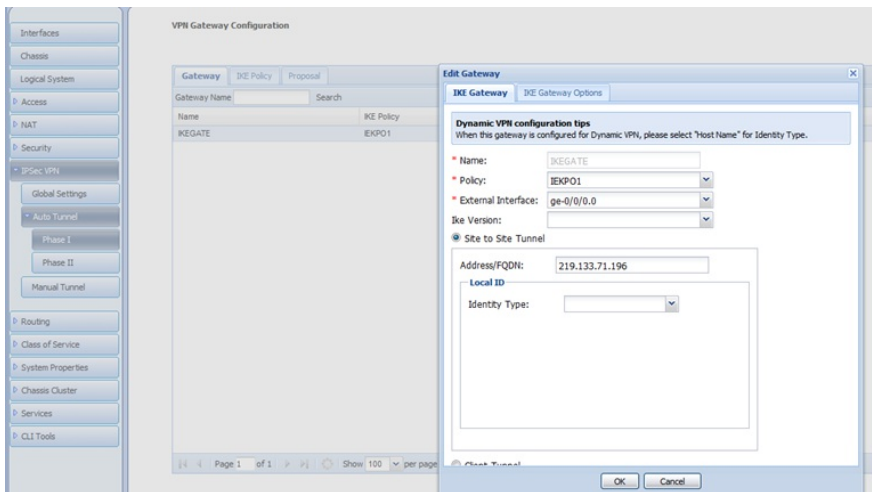 VPN Gateway Configuration
Interfaces
Chassis
Logical System
Access
NAT
Security
IPSec VPN
Global Settings
Auto Tunnel
Phase I
Phase II
Manual Tunnel
Routing
Class of Service
System Properties
Chassis Cluster
Services
CLI Tools
Gateway IKE Policy Proposal
Gateway Name Search
Name IKE Policy
IKEGATE IEKPO1
Page 1 of 1 Show 100 per page
Edit Gateway
IKE Gateway IKE Gateway Options
Dynamic VPN configuration tips
When this gateway is configured for Dynamic VPN, please select "Host Name" for Identity Type.
* Name: IKEGATE
* Policy: IEKPO1
* External Interface: ge-0/0/0.0
Ike Version:
Site to Site Tunnel
Address/FQDN: 219.133.71.196
Local ID
Identity Type:
Client Tunnel
OK Cancel